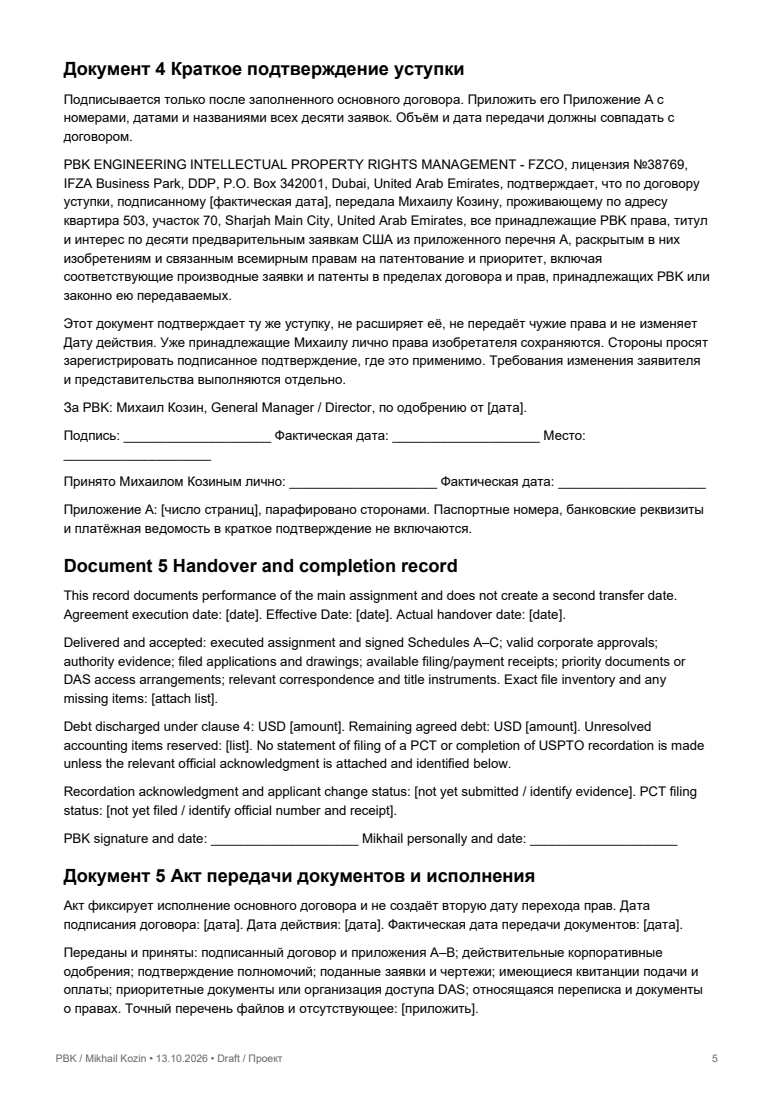 Документ 4 Краткое подтверждение уступки
Подписывается только после заполненного основного договора. Приложить его Приложение А с
номерами, датами и названиями всех десяти заявок. Объём и дата передачи должны совпадать с
договором.
PBK ENGINEERING INTELLECTUAL PROPERTY RIGHTS MANAGEMENT - FZCO, лицензия №38769,
IFZA Business Park, DDP, P.O. Box 342001, Dubai, United Arab Emirates, подтверждает, что по договору
уступки, подписанному [фактическая дата], передала Михаилу Козину, проживающему по адресу
квартира 503, участок 70, Sharjah Main City, United Arab Emirates, все принадлежащие PBK права, титул
и интерес по десяти предварительным заявкам США из приложенного перечня А, раскрытым в них
изобретениям и связанным всемирным правам на патентование и приоритет, включая
соответствующие производные заявки и патенты в пределах договора и прав, принадлежащих PBK или
законно ею передаваемых.
Этот документ подтверждает ту же уступку, не расширяет её, не передаёт чужие права и не изменяет
Дату действия. Уже принадлежащие Михаилу лично права изобретателя сохраняются. Стороны просят
зарегистрировать подписанное подтверждение, где это применимо. Требования изменения заявителя
и представительства выполняются отдельно.
За PBK: Михаил Козин, General Manager / Director, по одобрению от [дата].
Подпись: ____________________ Фактическая дата: ____________________ Место:
____________________
Принято Михаилом Козиным лично: ____________________ Фактическая дата: ____________________
Приложение А: [число страниц], парафировано сторонами. Паспортные номера, банковские реквизиты
и платёжная ведомость в краткое подтверждение не включаются.
Document 5 Handover and completion record
This record documents performance of the main assignment and does not create a second transfer date.
Agreement execution date: [date]. Effective Date: [date]. Actual handover date: [date].
Delivered and accepted: executed assignment and signed Schedules A–C; valid corporate approvals;
authority evidence; filed applications and drawings; available filing/payment receipts; priority documents or
DAS access arrangements; relevant correspondence and title instruments. Exact file inventory and any
missing items: [attach list].
Debt discharged under clause 4: USD [amount]. Remaining agreed debt: USD [amount]. Unresolved
accounting items reserved: [list]. No statement of filing of a PCT or completion of USPTO recordation is made
unless the relevant official acknowledgment is attached and identified below.
Recordation acknowledgment and applicant change status: [not yet submitted / identify evidence]. PCT filing
status: [not yet filed / identify official number and receipt].
PBK signature and date: ____________________ Mikhail personally and date: ____________________
Документ 5 Акт передачи документов и исполнения
Акт фиксирует исполнение основного договора и не создаёт вторую дату перехода прав. Дата
подписания договора: [дата]. Дата действия: [дата]. Фактическая дата передачи документов: [дата].
Переданы и приняты: подписанный договор и приложения А–В; действительные корпоративные
одобрения; подтверждение полномочий; поданные заявки и чертежи; имеющиеся квитанции подачи и
оплаты; приоритетные документы или организация доступа DAS; относящаяся переписка и документы
о правах. Точный перечень файлов и отсутствующее: [приложить].
PBK / Mikhail Kozin • 13.10.2026 • Draft / Проект
5